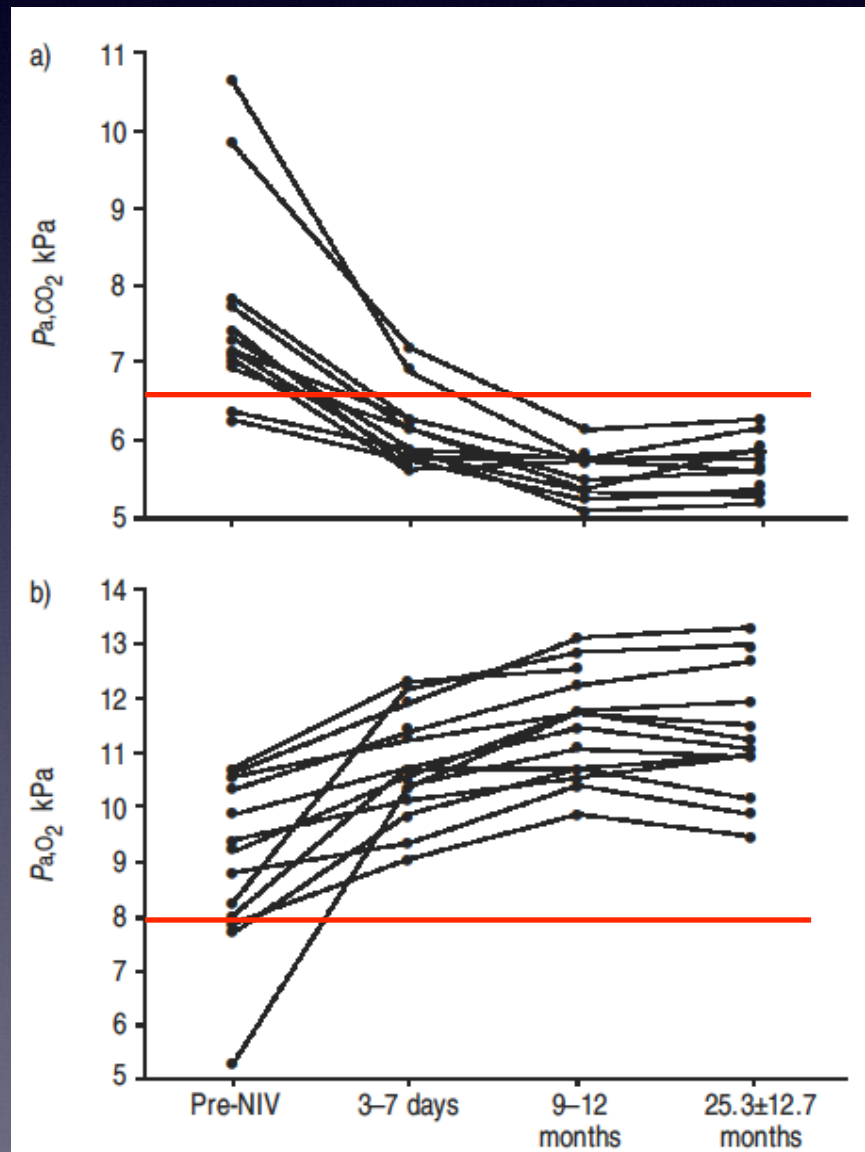 a)
11
10
9
8
7
6
5
Pa,CO2 kPa
b)
14
13
12
11
10
9
8
7
6
5
Pa,O2 kPa
Pre-NIV
3–7 days
9–12
months
25.3±12.7
months